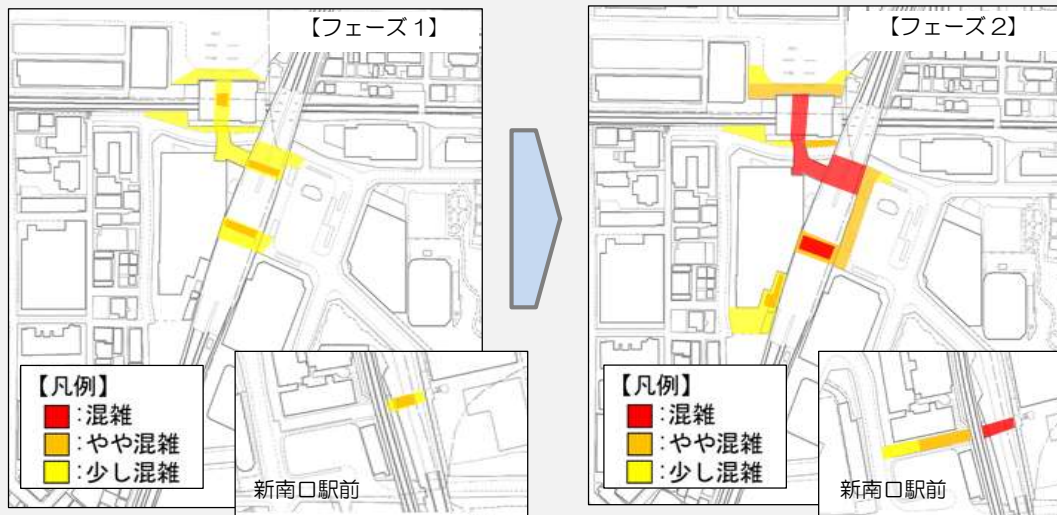 【フェーズ1】
【凡例】
:混雑
:やや混雑
:少し混雑
新南口駅前
【フェーズ2】
【凡例】
:混雑
:やや混雑
:少し混雑
新南口駅前